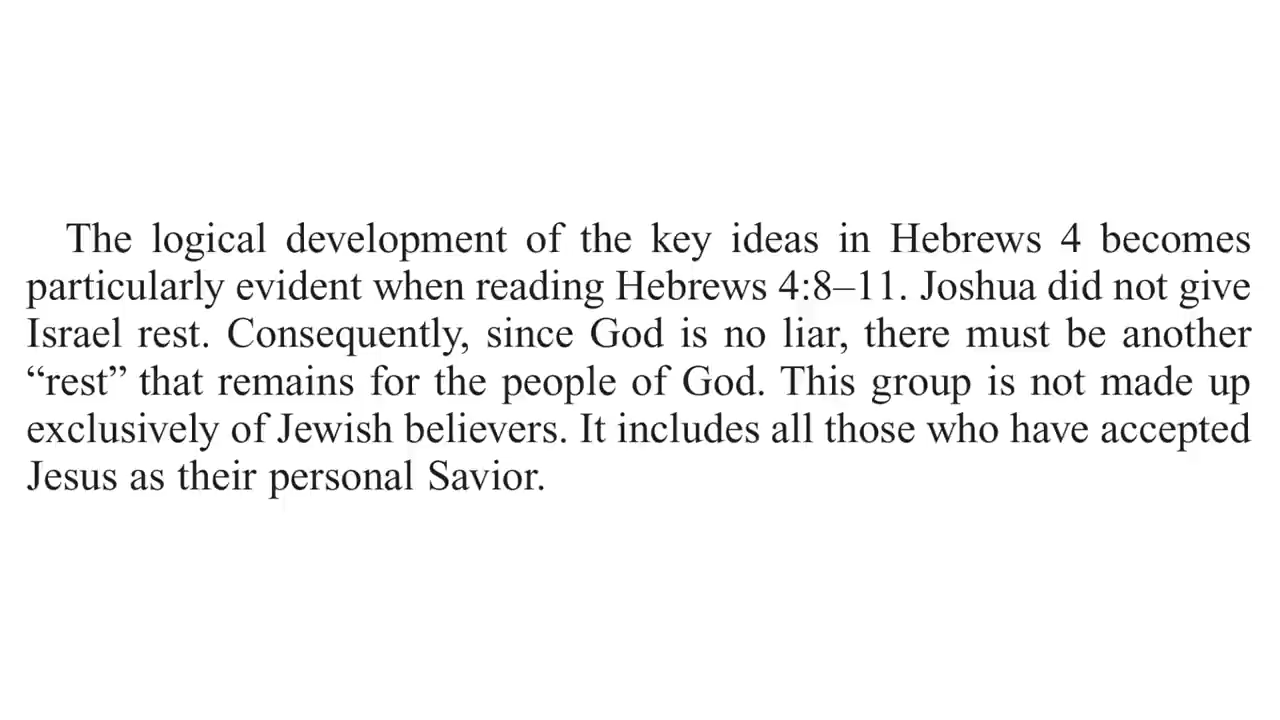 The logical development of the key ideas in Hebrews 4 becomes
particularly evident when reading Hebrews 4:8–11. Joshua did not give
Israel rest. Consequently, since God is no liar, there must be another
“rest” that remains for the people of God. This group is not made up
exclusively of Jewish believers. It includes all those who have accepted
Jesus as their personal Savior.